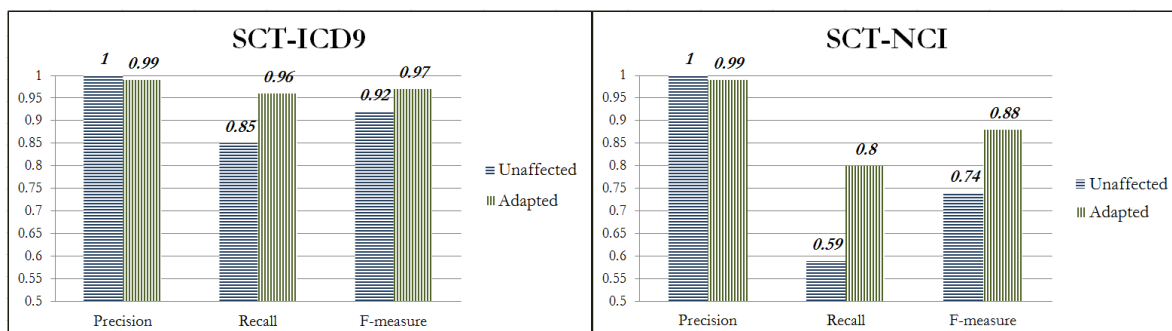 SCT-ICD9
1 0.99 0.85 0.96 0.92 0.97
1
0.95
0.9
0.85
0.8
0.75
0.7
0.65
0.6
0.55
0.5
Precision Recall F-measure
Unaffected
Adapted
SCT-NCI
1 0.99 0.59 0.8 0.74 0.88
1
0.95
0.9
0.85
0.8
0.75
0.7
0.65
0.6
0.55
0.5
Precision Recall F-measure
Unaffected
Adapted